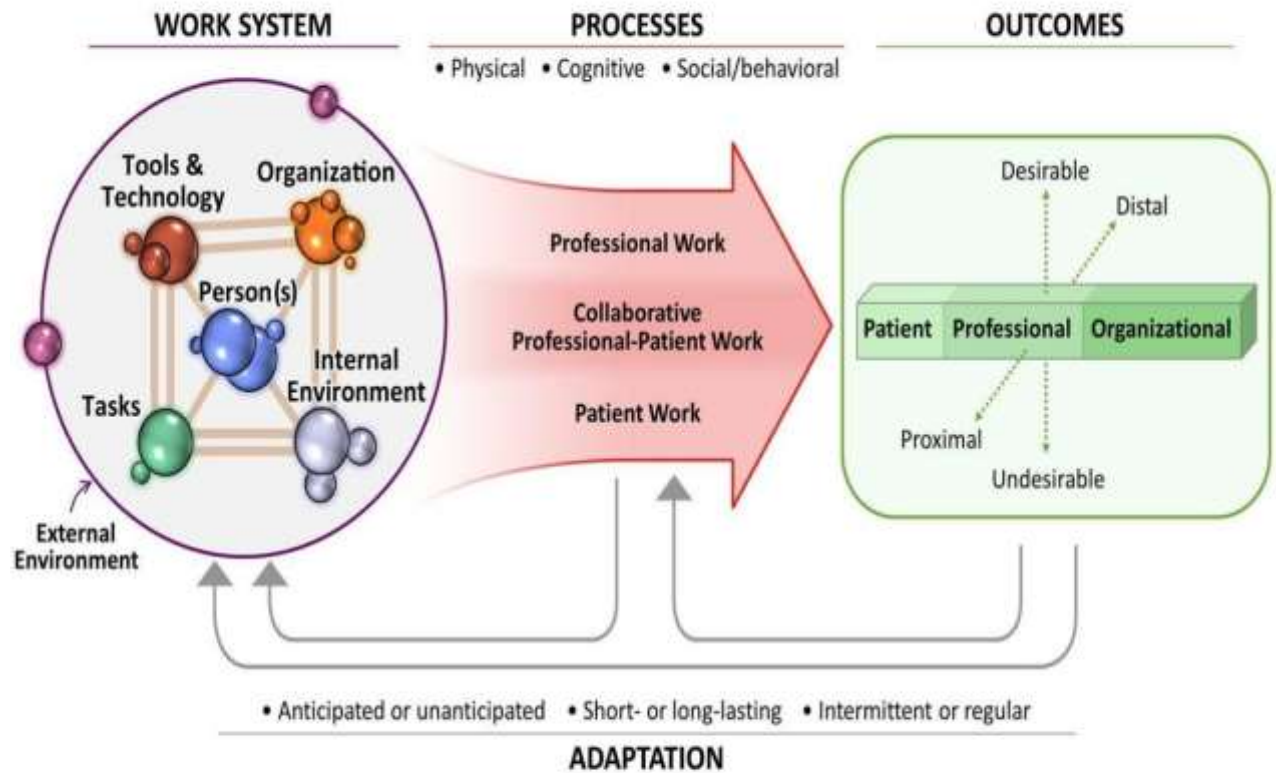 WORK SYSTEM
PROCESSES
OUTCOMES
• Physical • Cognitive • Social/behavioral
Tools &
Technology
Organization
Person(s)
Internal
Environment
Tasks
External
Environment
Professional Work
Collaborative
Professional-Patient Work
Patient Work
Desirable
Distal
Patient
Professional
Organizational
Proximal
Undesirable
• Anticipated or unanticipated • Short- or long-lasting • Intermittent or regular
ADAPTATION